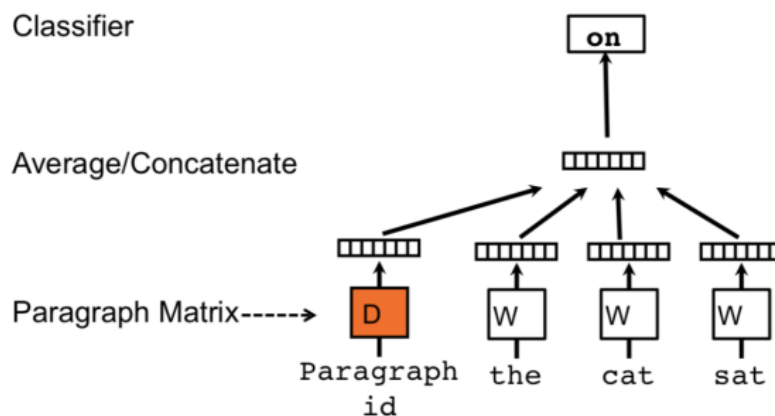 Classifier
on
Average/Concatenate
Paragraph Matrix
D
W
W
W
Paragraph
id
the
cat
sat